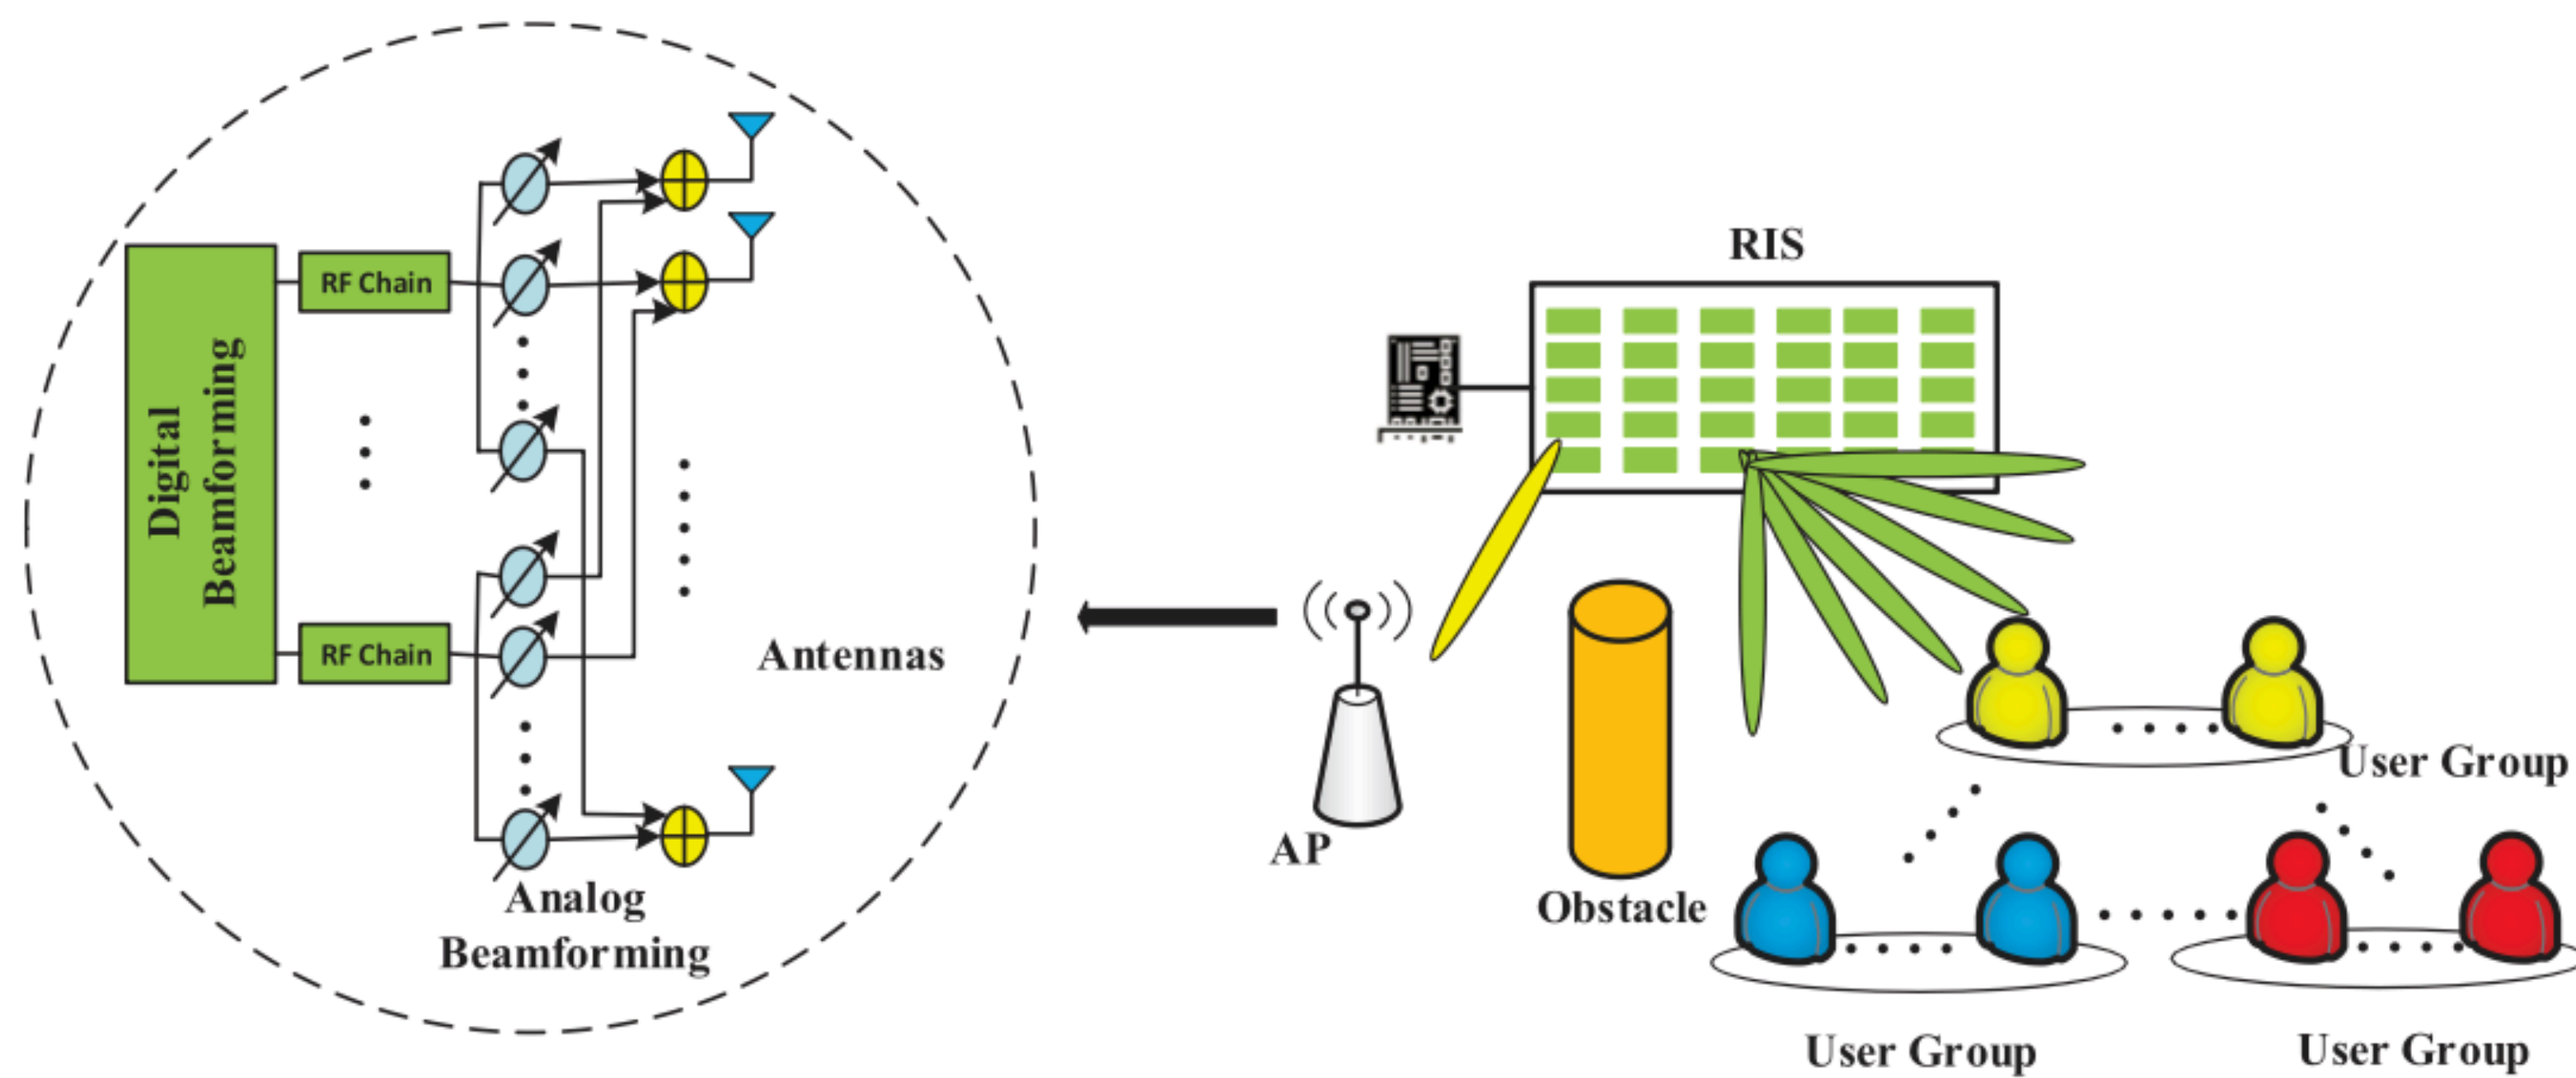 Digital
Beamforming
RF Chain
RF Chain
Antennas
Analog
Beamforming
RIS
AP
Obstacle
User Group
User Group
User Group